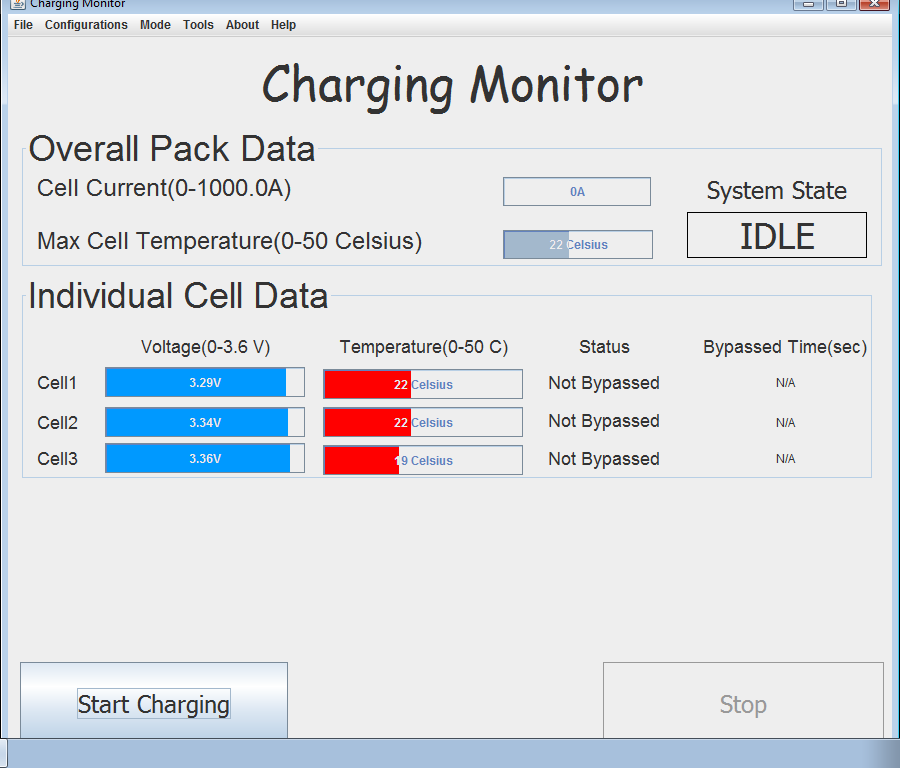 Charging Monitor
File Configurations Mode Tools About Help
Charging Monitor
Overall Pack Data
Cell Current(0-1000.0A) 0A System State
Max Cell Temperature(0-50 Celsius) 22 Celsius IDLE
Individual Cell Data
Voltage(0-3.6 V) Temperature(0-50 C) Status Bypassed Time(sec)
Cell1 3.29V 22 Celsius Not Bypassed N/A
Cell2 3.34V 22 Celsius Not Bypassed N/A
Cell3 3.36V 19 Celsius Not Bypassed N/A
Start Charging Stop